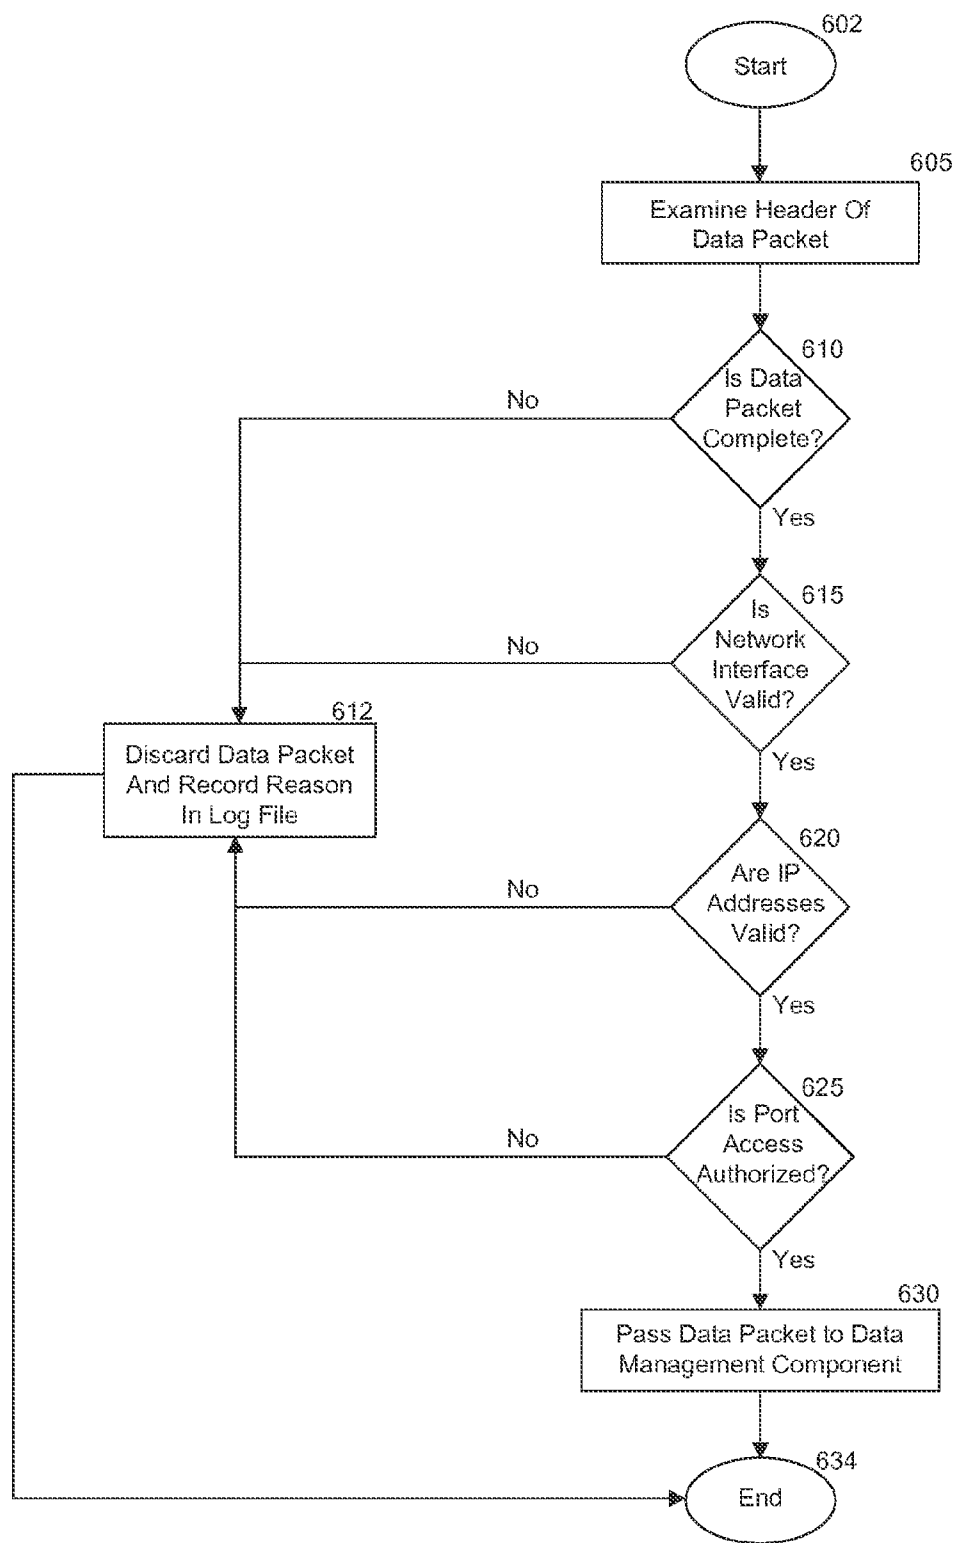 602
Start
605
Examine Header Of
Data Packet
610
Is Data
Packet
Complete?
No
Yes
615
Is
Network
Interface
Valid?
No
Yes
612
Discard Data Packet
And Record Reason
In Log File
620
Are IP
Addresses
Valid?
No
Yes
625
Is Port
Access
Authorized?
No
Yes
630
Pass Data Packet to Data
Management Component
634
End